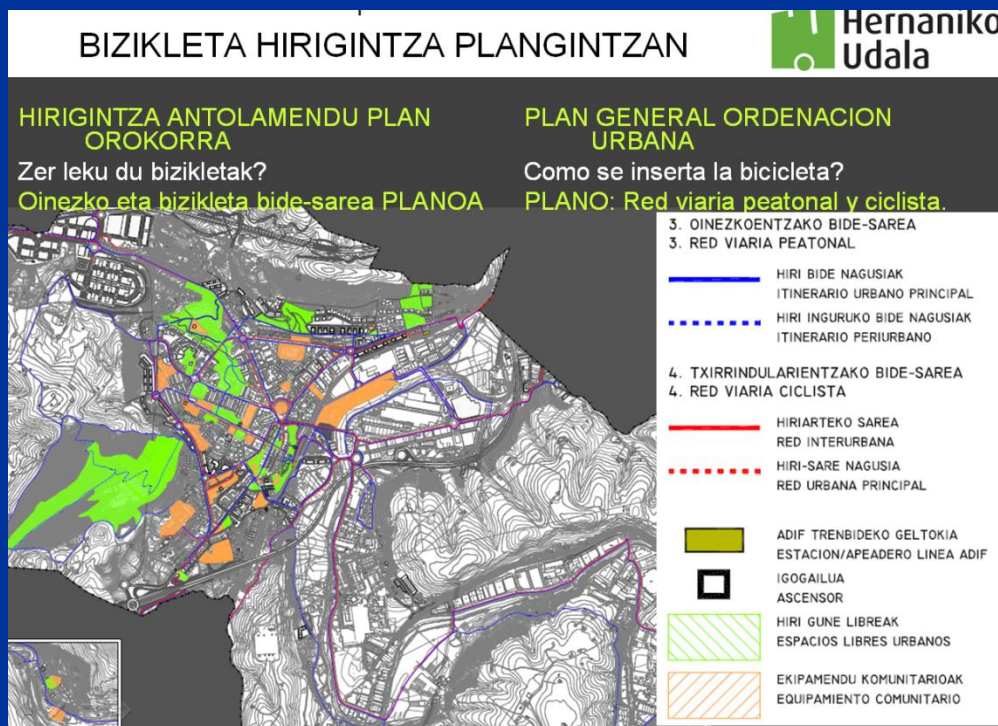 BIZIKLETA HIRIGINTZA PLANGINTZAN
Hernaniko
Udala
HIRIGINTZA ANTOLAMENDU PLAN
OROKORRA
Zer leku du bizikletak?
Oinezko eta bizikleta bide-sarea PLANOA
PLAN GENERAL ORDENACION
URBANA
Como se inserta la bicicleta?
PLANO: Red viaria peatonal y ciclista.
3. OINEZKOENTZAKO BIDE-SAREA
3. RED VIARIA PEATONAL
HIRI BIDE NAGUSIAK
ITINERARIO URBANO PRINCIPAL
HIRI INGURUKO BIDE NAGUSIAK
ITINERARIO PERIURBANO
4. TXIRRINDULARIENTZAKO BIDE-SAREA
4. RED VIARIA CICLISTA
HIRIARTEKO SAREA
RED INTERURBANA
HIRI-SARE NAGUSIA
RED URBANA PRINCIPAL
ADIF TRENBIDEKO GELTOKIA
ESTACION/APEADERO LINEA ADIF
IGOGAILUA
ASCENSOR
HIRI GUNE LIBREAK
ESPACIOS LIBRES URBANOS
EKIPAMENDU KOMUNITARIOAK
EQUIPAMIENTO COMUNITARIO